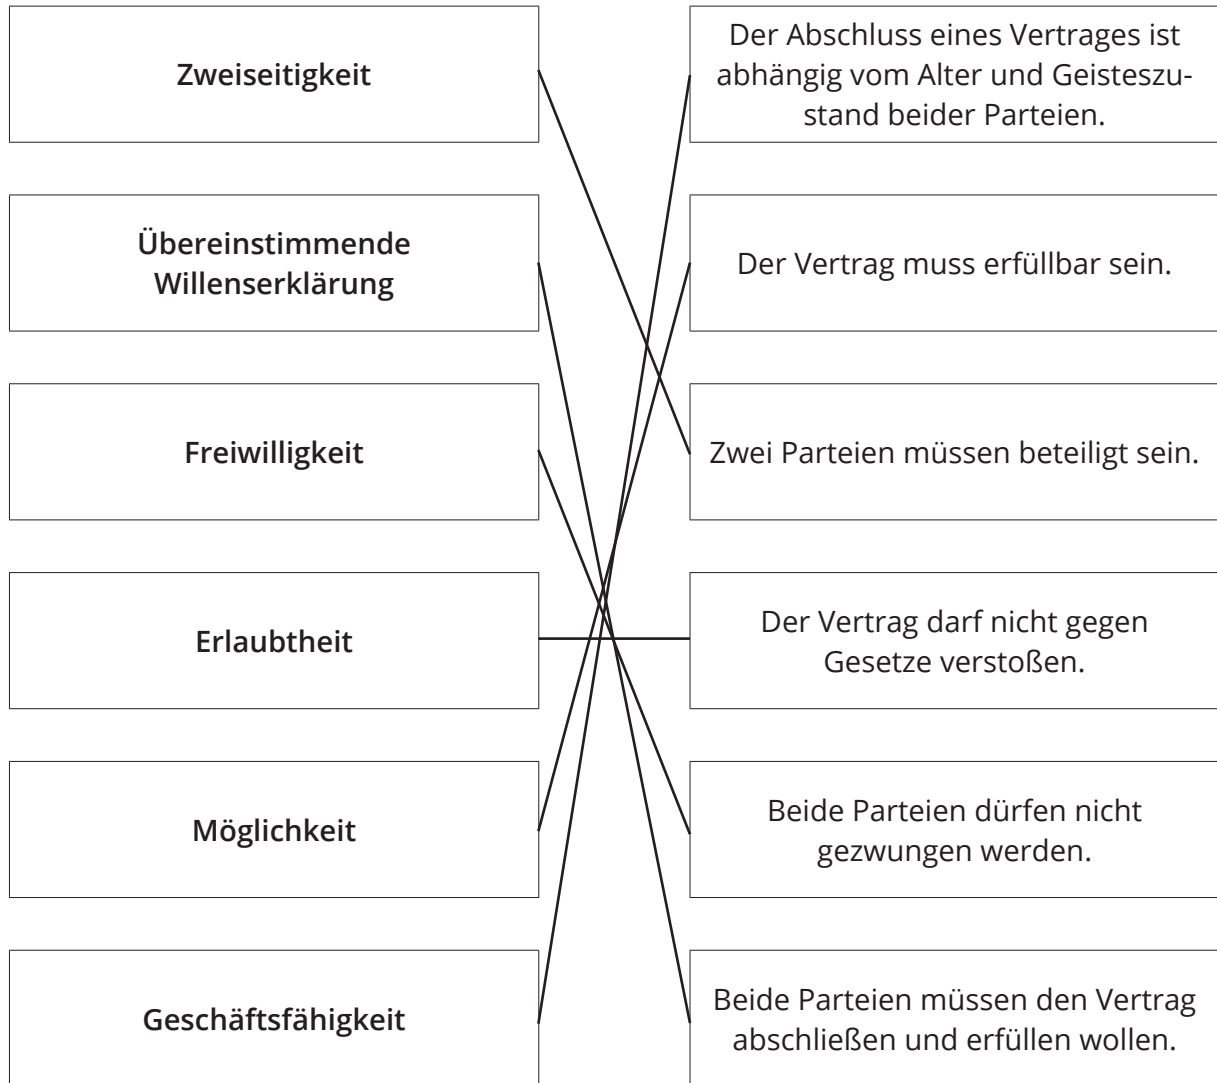 Zweiseitigkeit
Der Abschluss eines Vertrages ist
abhängig vom Alter und Geisteszu-
stand beider Parteien.
Übereinstimmende
Willenserklärung
Der Vertrag muss erfüllbar sein.
Freiwilligkeit
Zwei Parteien müssen beteiligt sein.
Erlaubtheit
Der Vertrag darf nicht gegen
Gesetze verstoßen.
Möglichkeit
Beide Parteien dürfen nicht
gezwungen werden.
Geschäftsfähigkeit
Beide Parteien müssen den Vertrag
abschließen und erfüllen wollen.